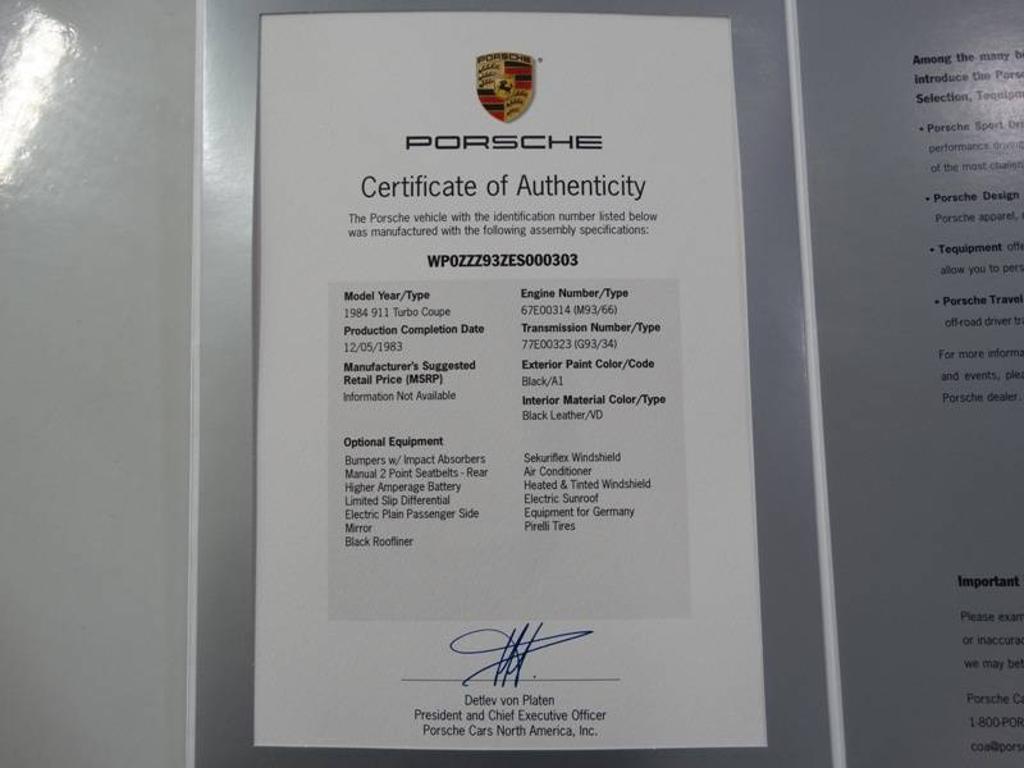 PORSCHE
PORSCHE
Certificate of Authenticity
The Porsche vehicle with the identification number listed below
was manufactured with the following assembly specifications:
WP0ZZZ93ZES000303
Model Year/Type
1984 911 Turbo Coupe
Production Completion Date
12/05/1983
Manufacturer's Suggested
Retail Price (MSRP)
Information Not Available
Engine Number/Type
67E00314 (M93/66)
Transmission Number/Type
77E00323 (G93/34)
Exterior Paint Color/Code
Black/A1
Interior Material Color/Type
Black Leather/VD
Optional Equipment
Bumpers w/ Impact Absorbers
Manual 2 Point Seatbelts - Rear
Higher Amperage Battery
Limited Slip Differential
Electric Plain Passenger Side
Mirror
Black Roofliner
Sekuriflex Windshield
Air Conditioner
Heated & Tinted Windshield
Electric Sunroof
Equipment for Germany
Pirelli Tires
Detlev von Platen
President and Chief Executive Officer
Porsche Cars North America, Inc.
Among the many
introduce the
Selection,
• Porsche Sport
performance
of the most
• Porsche Design
Porsche apparel,
• Tequipment
allow you to
• Porsche Travel
off-road driver
For more
and events,
Porsche dealer.
Important
Please
or
we may
Porsche
1-800-POR